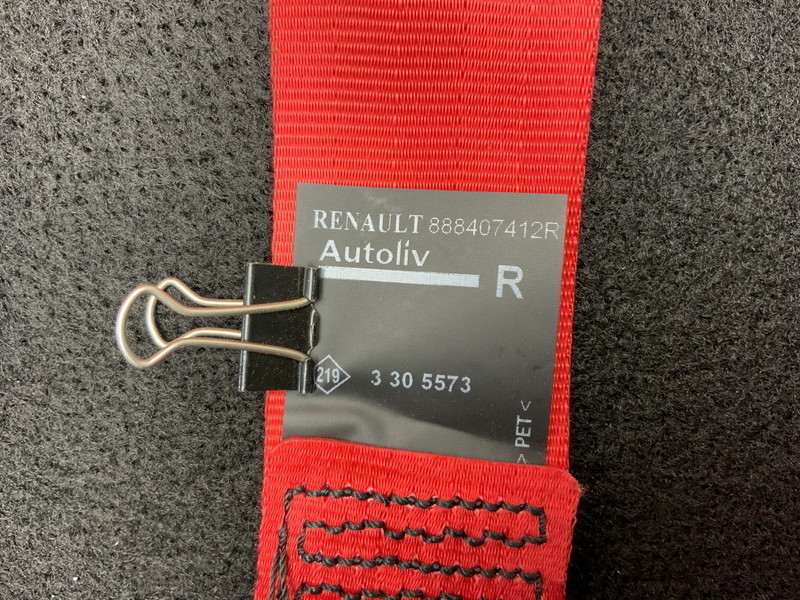 RENAULT 888407412R
Autoliv
R
219 3 30 5573
> PET <